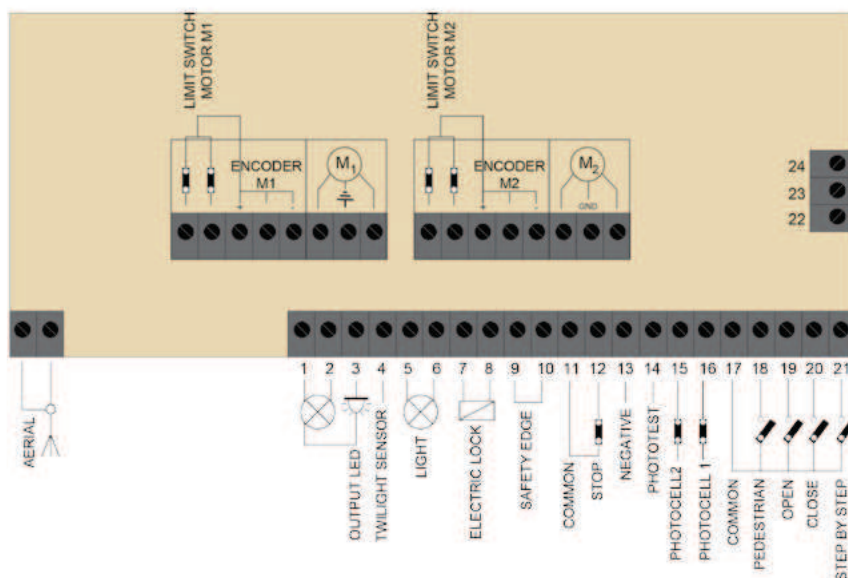 LIMIT SWITCH
MOTOR M1
LIMIT SWITCH
MOTOR M2
ENCODER
M1
+
-
M1
ENCODER
M2
+
-
M2
GND
24
23
22
1 2 3 4 5 6 7 8 9 10 11 12 13 14 15 16 17 18 19 20 21
AERIAL
OUTPUT LED
TWILIGHT SENSOR
LIGHT
ELECTRIC LOCK
SAFETY EDGE
COMMON
STOP
NEGATIVE
PHOTOTEST
PHOTOCELL2
PHOTOCELL 1
COMMON
PEDESTRIAN
OPEN
CLOSE
STEP BY STEP